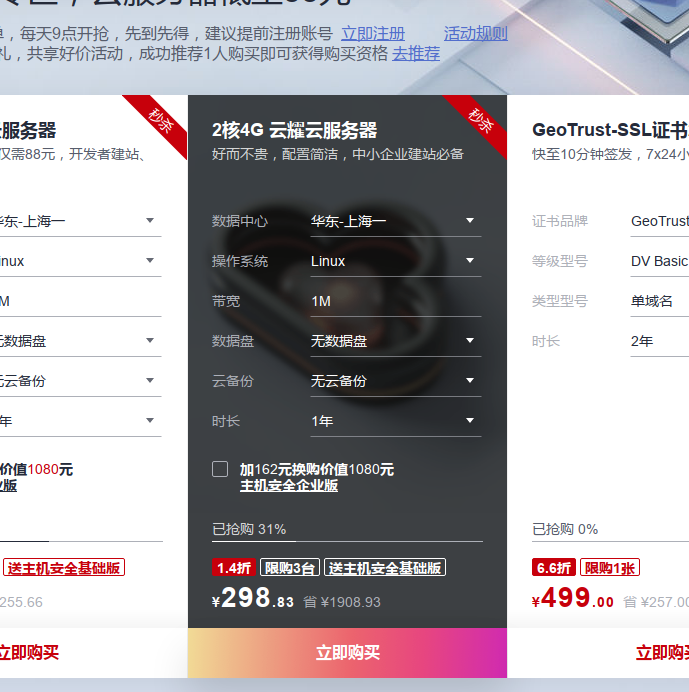 单，每天9点开抢，先到先得，建议提前注册账号 立即注册 活动规则
礼，共享好价活动，成功推荐1人购买即可获得购买资格 去推荐
云服务器
秒杀
仅需88元，开发者建站、
华东-上海一
inux
M
无数据盘
无云备份
年
价值1080元
业版
送主机安全基础版
255.66
立即购买
2核4G 云耀云服务器
秒杀
好而不贵，配置简洁，中小企业建站必备
数据中心 华东-上海一
操作系统 Linux
带宽 1M
数据盘 无数据盘
云备份 无云备份
时长 1年
加162元换购价值1080元
主机安全企业版
已抢购 31%
1.4折 限购3台 送主机安全基础版
¥298.83 省 ¥1908.93
立即购买
GeoTrust-SSL证书
快至10分钟签发，7x24小
证书品牌 GeoTrust
等级型号 DV Basic
类型型号 单域名
时长 2年
已抢购 0%
6.6折 限购1张
¥499.00 省 ¥257.00
立即购买